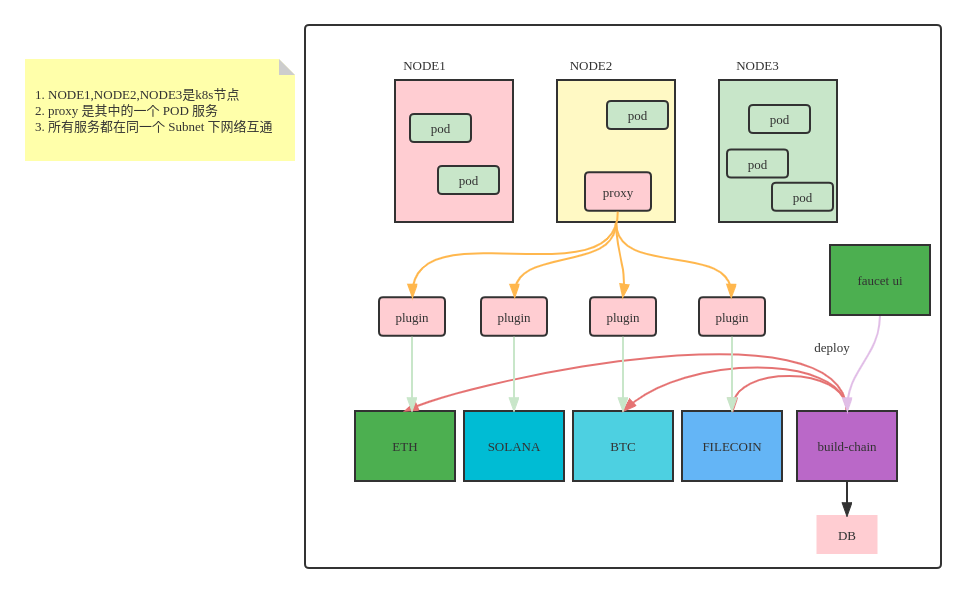 1. NODE1,NODE2,NODE3是k8s节点
2. proxy 是其中的一个 POD 服务
3. 所有服务都在同一个 Subnet 下网络互通
NODE1
NODE2
NODE3
pod
pod
pod
proxy
pod
pod
pod
plugin
plugin
plugin
plugin
faucet ui
deploy
ETH
SOLANA
BTC
FILECOIN
build-chain
DB